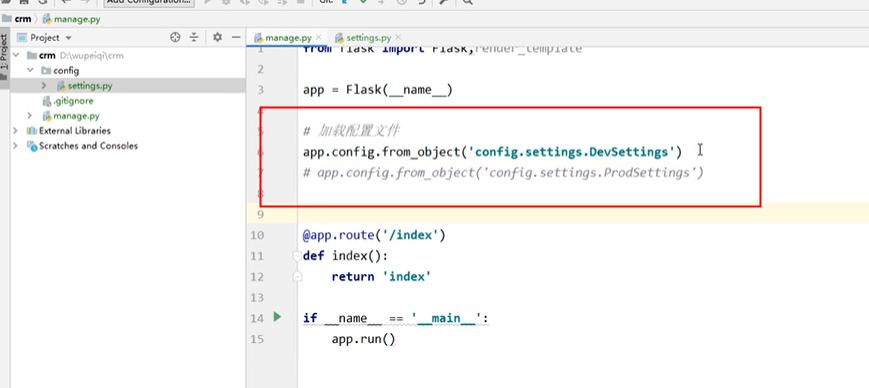 Add Configuration...
Git:
crm
manage.py
1: Project
Project
manage.py
settings.py
crm D:\wupeiqi\crm
config
settings.py
.gitignore
manage.py
External Libraries
Scratches and Consoles
1 from flask import Flask,render_template
2
3 app = Flask(__name__)
5 # 加载配置文件
6 app.config.from_object('config.settings.DevSettings')
7 # app.config.from_object('config.settings.ProdSettings')
8
9
10 @app.route('/index')
11 def index():
12 return 'index'
13
14 if __name__ == '__main__':
15 app.run()